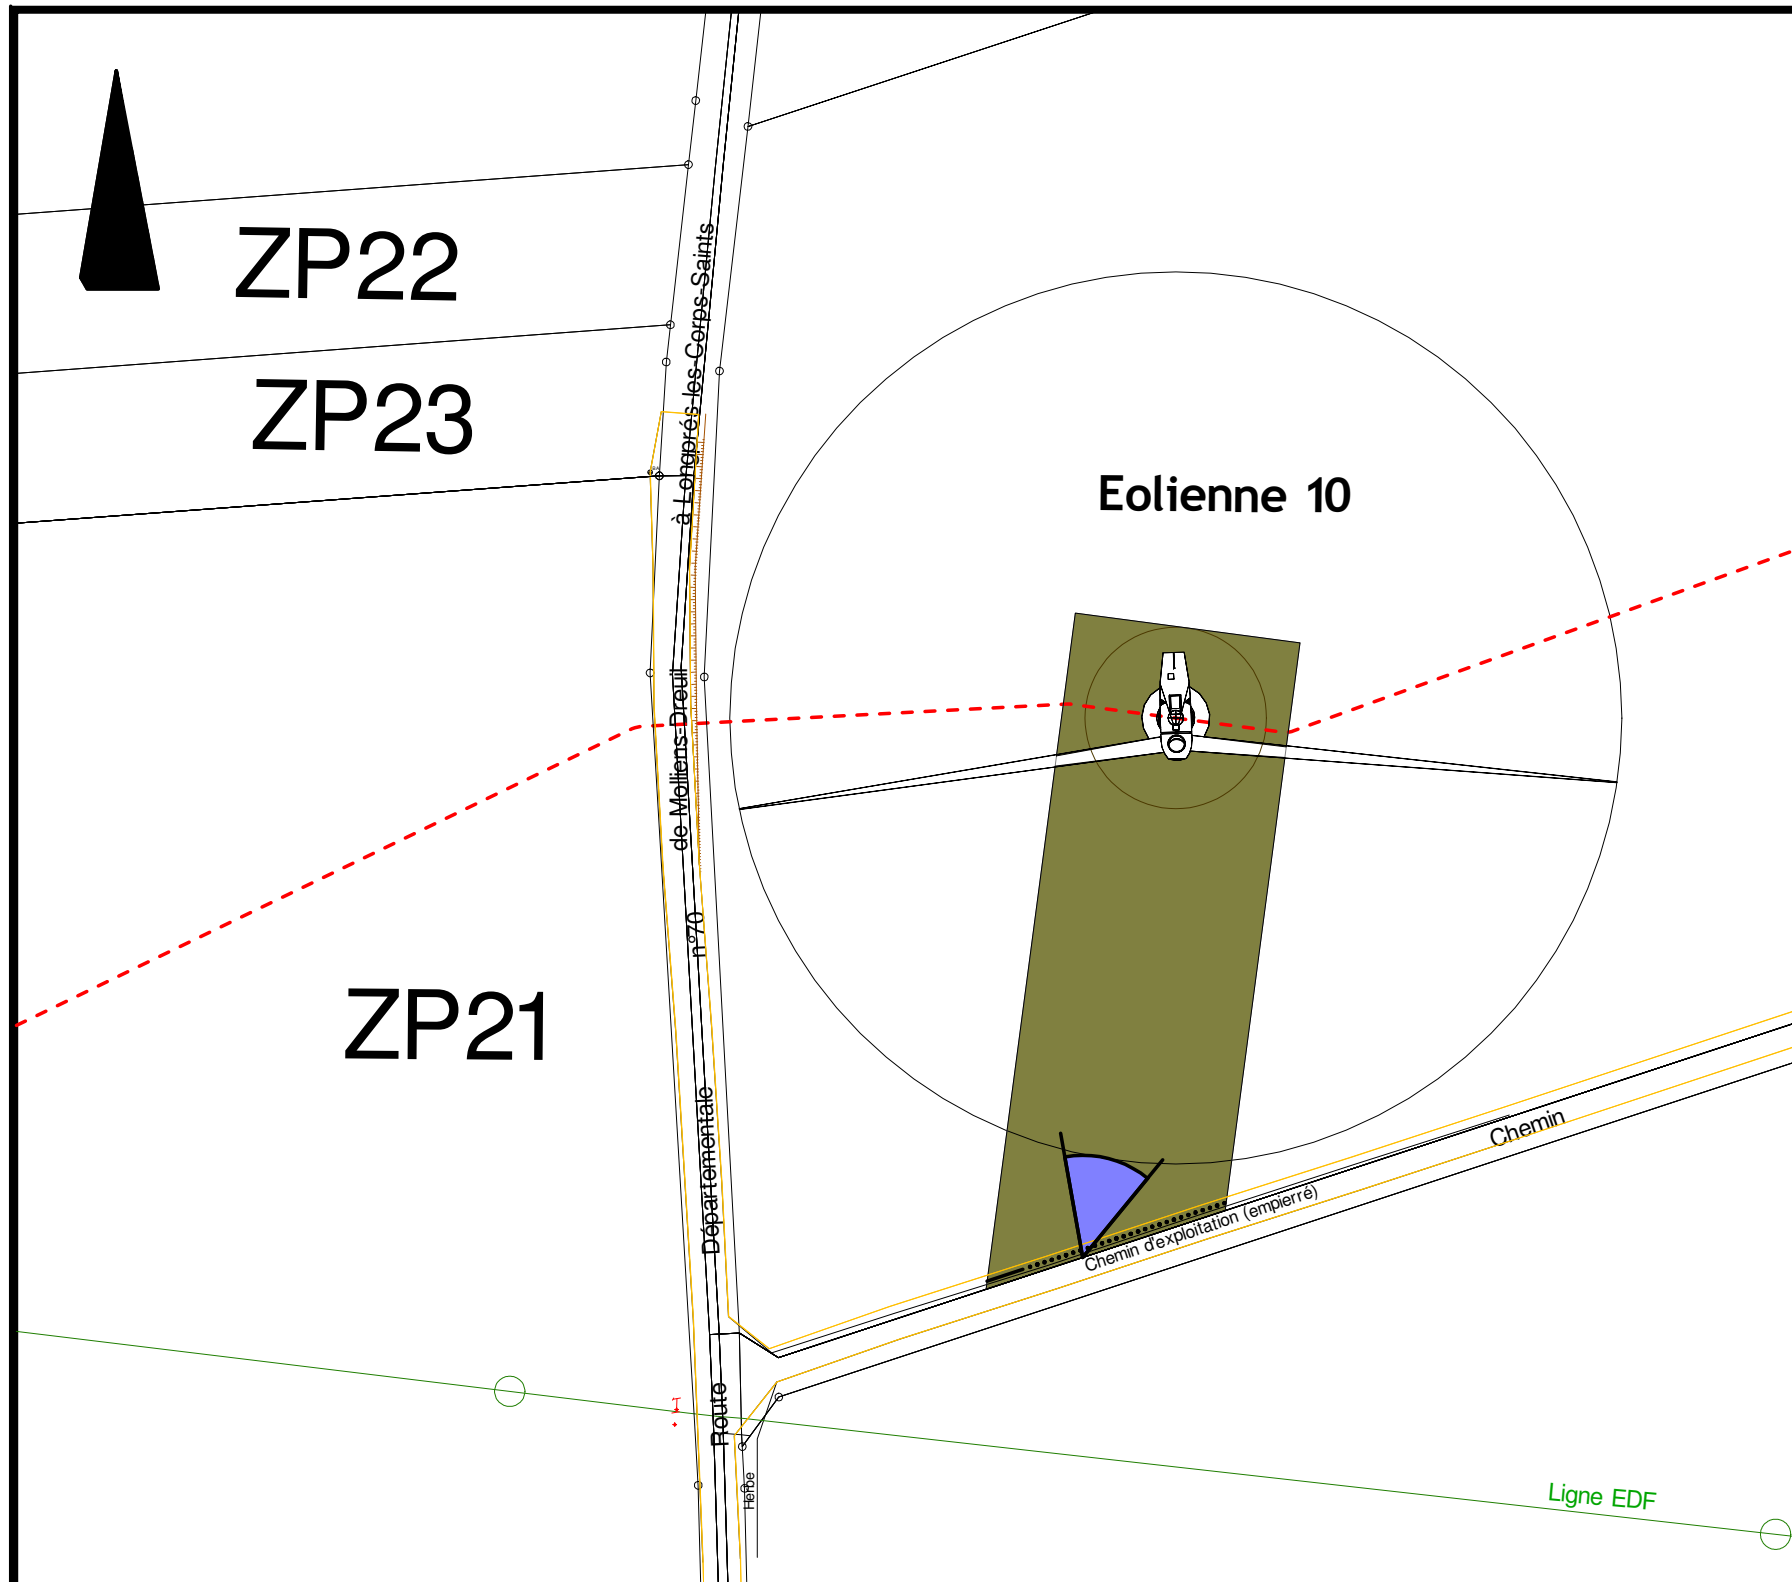 ZP22
ZP23
Eolienne 10
ZP21
Route Départementale n°70 de Molliens-Dreuil à Longprés-les-Corps-Saints
Chemin
Chemin d'exploitation (empierré)
Herbe
Ligne EDF